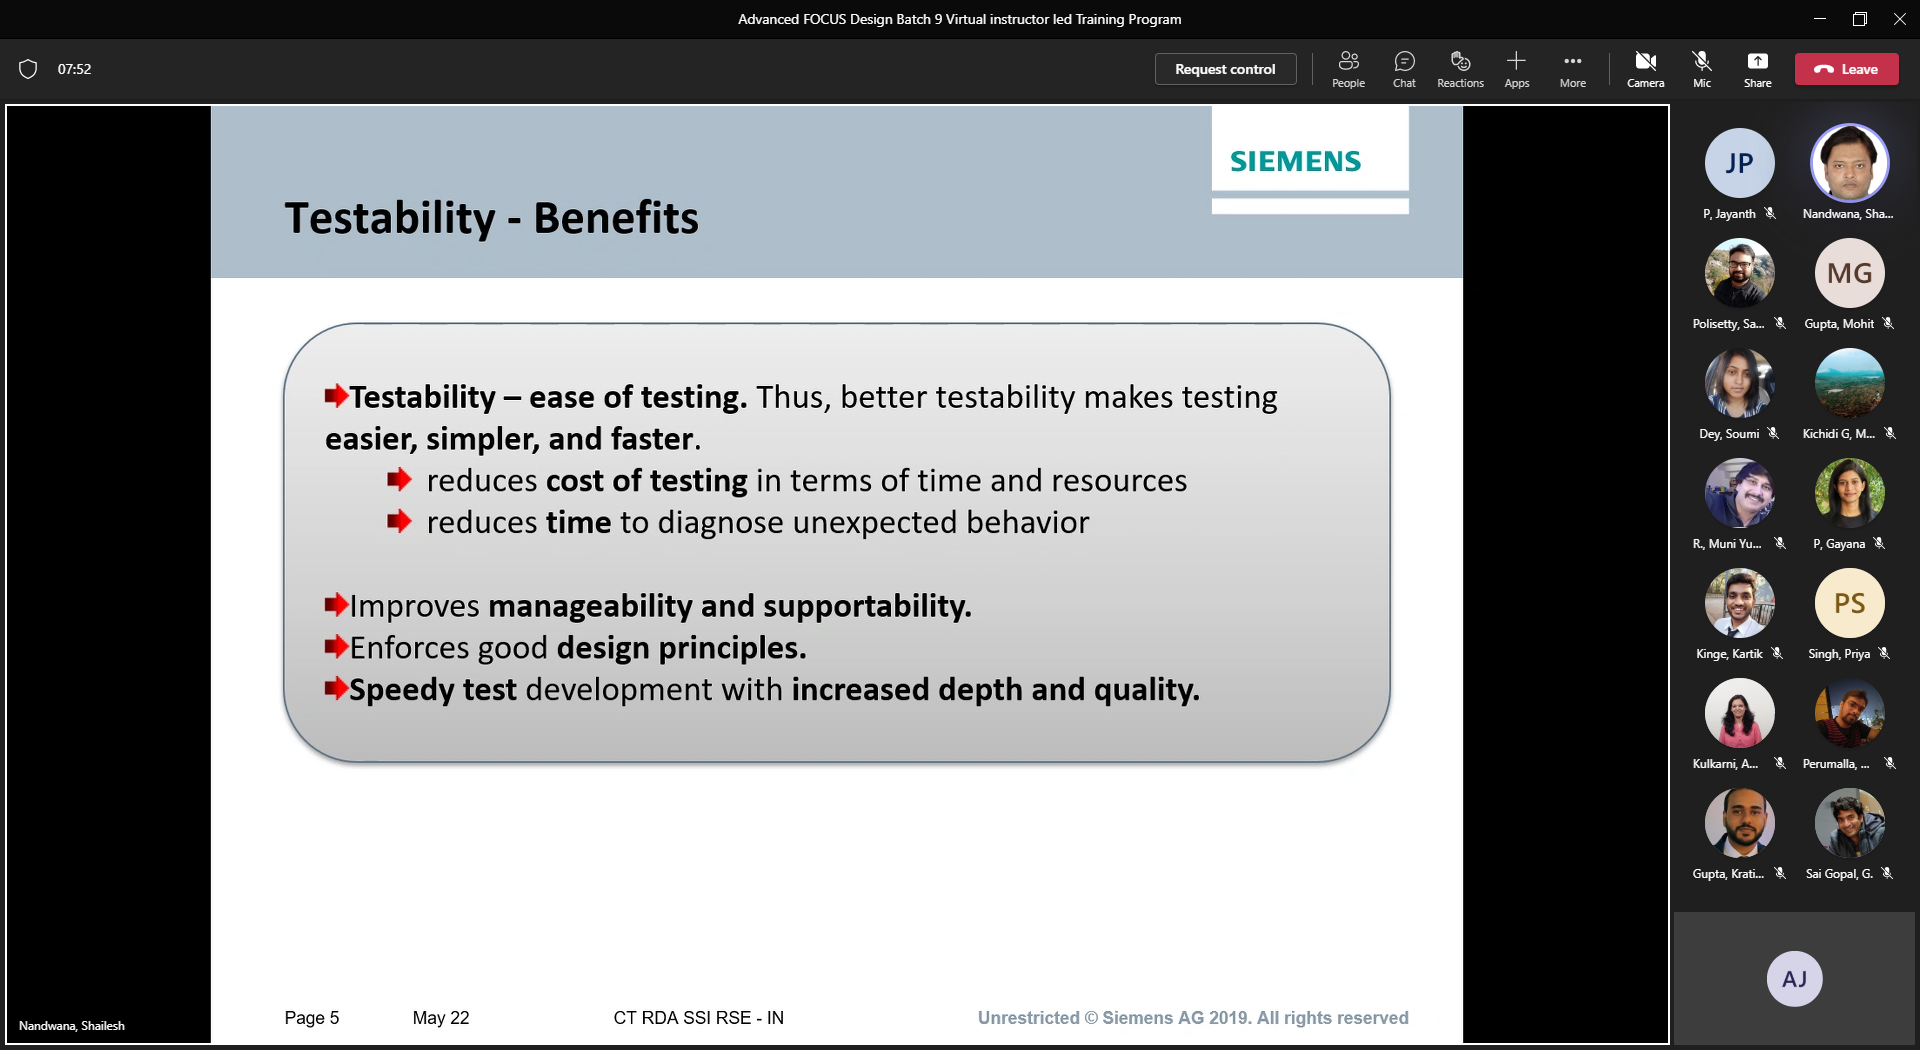 Advanced FOCUS Design Batch 9 Virtual instructor led Training Program
07:52
Request control
People
Chat
Reactions
Apps
More
Camera
Mic
Share
Leave
SIEMENS
Testability - Benefits
Testability – ease of testing. Thus, better testability makes testing
easier, simpler, and faster.
reduces cost of testing in terms of time and resources
reduces time to diagnose unexpected behavior
Improves manageability and supportability.
Enforces good design principles.
Speedy test development with increased depth and quality.
Page 5
May 22
CT RDA SSI RSE - IN
Unrestricted © Siemens AG 2019. All rights reserved
Nandwana, Shailesh
JP
P, Jayanth
Nandwana, Sha...
Polisetty, Sa...
MG
Gupta, Mohit
Dey, Soumi
Kichidi G, M...
R., Muni Yu...
P, Gayana
Kinge, Kartik
PS
Singh, Priya
Kulkarni, A...
Perumalla, ...
Gupta, Krati...
Sai Gopal, G.
AJ